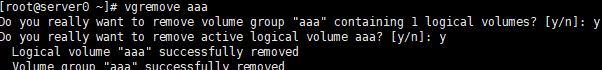 [root@server0 ~]# vgremove aaa
Do you really want to remove volume group "aaa" containing 1 logical volumes? [y/n]: y
Do you really want to remove active logical volume aaa? [y/n]: y
  Logical volume "aaa" successfully removed
  Volume group "aaa" successfully removed